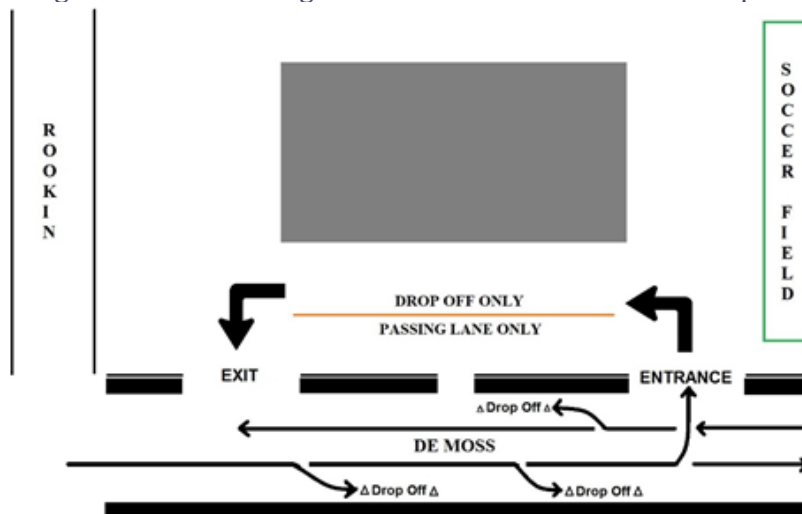 ROOKIN
SOCCER FIELD
DROP OFF ONLY
PASSING LANE ONLY
EXIT
ENTRANCE
Δ Drop Off Δ
DE MOSS
Δ Drop Off Δ
Δ Drop Off Δ